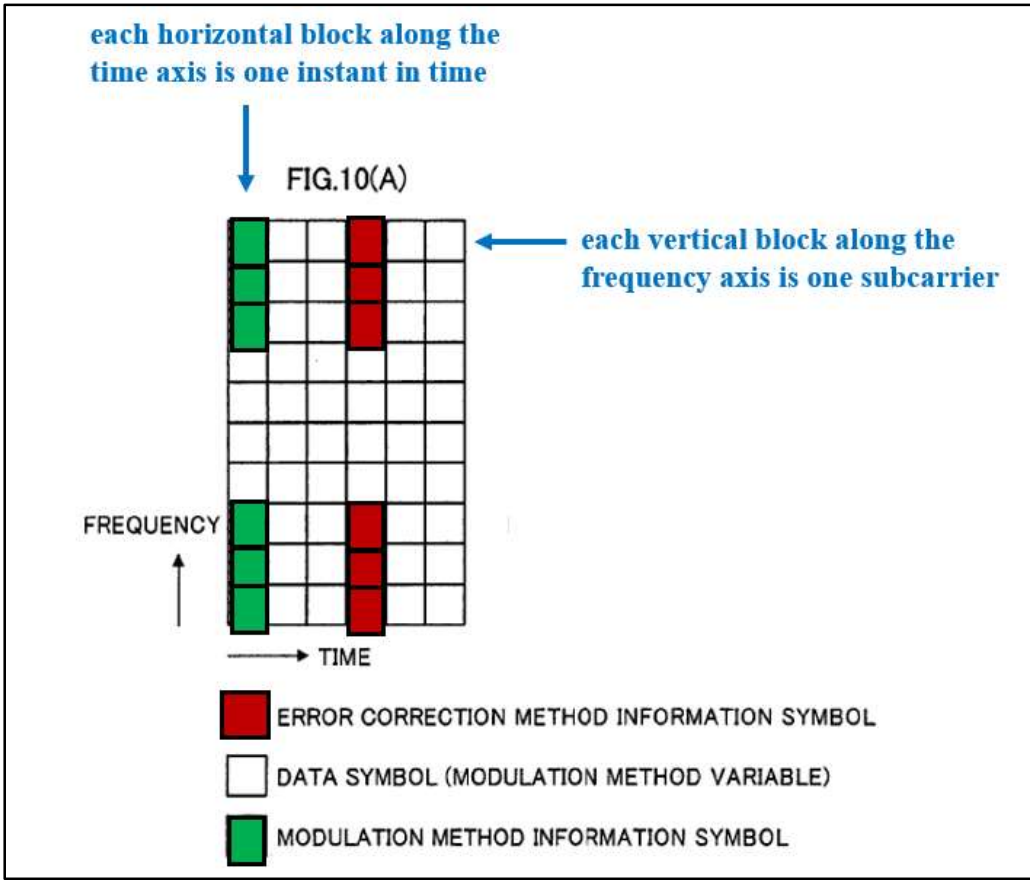 each horizontal block along the
time axis is one instant in time
FIG.10(A)
each vertical block along the
frequency axis is one subcarrier
FREQUENCY
TIME
ERROR CORRECTION METHOD INFORMATION SYMBOL
DATA SYMBOL (MODULATION METHOD VARIABLE)
MODULATION METHOD INFORMATION SYMBOL